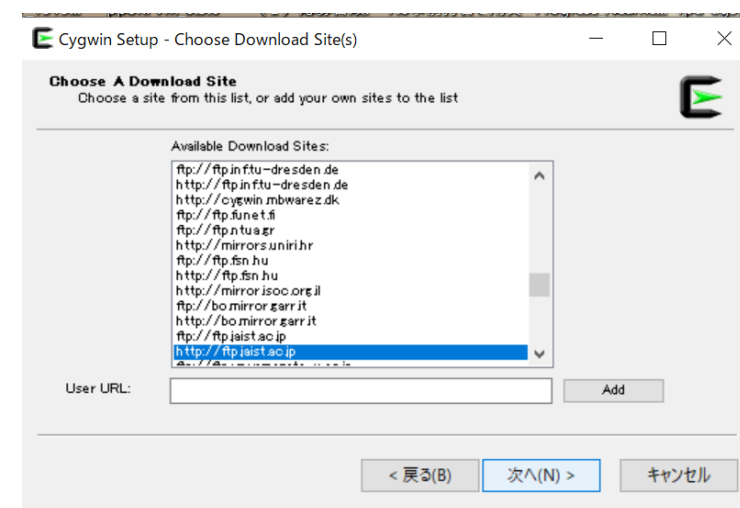 Cygwin Setup - Choose Download Site(s)
Choose A Download Site
Choose a site from this list, or add your own sites to the list
Available Download Sites:
ftp://ftp.inf.tu-dresden.de
http://ftp.inf.tu-dresden.de
http://cygwin.mbwarez.dk
ftp://ftp.funet.fi
ftp://ftp.ntua.gr
http://mirrors.uniri.hr
ftp://ftp.fsn.hu
http://ftp.fsn.hu
http://mirror.isoc.org.il
ftp://bo.mirror.garr.it
http://bo.mirror.garr.it
ftp://ftp.jaist.ac.jp
http://ftp.jaist.ac.jp
User URL:
Add
< 戻る(B)
次へ(N) >
キャンセル